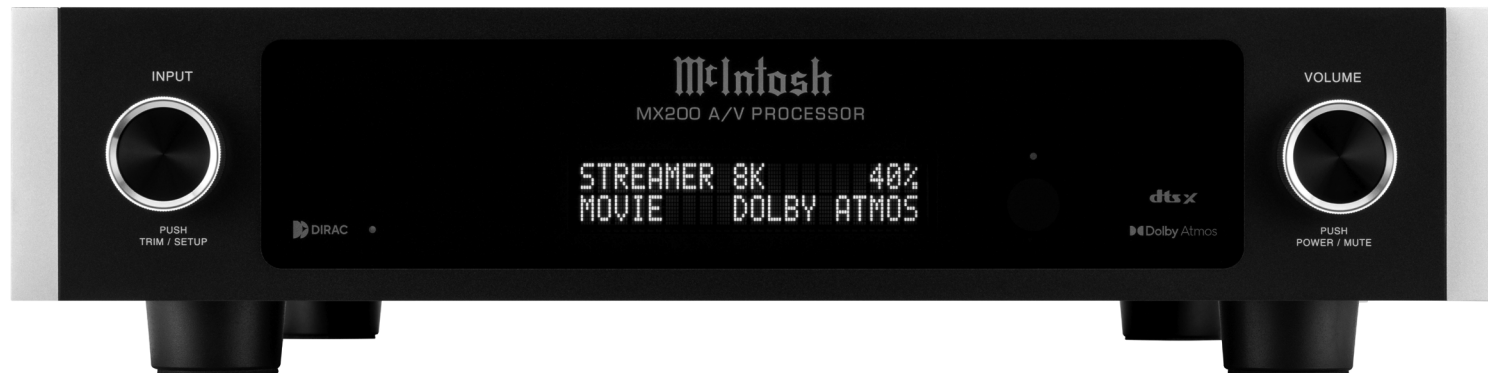 INPUT
PUSH
TRIM / SETUP
McIntosh
MX200 A/V PROCESSOR
STREAMER 8K 40%
MOVIE DOLBY ATMOS
DIRAC
dts x
Dolby Atmos
VOLUME
PUSH
POWER / MUTE